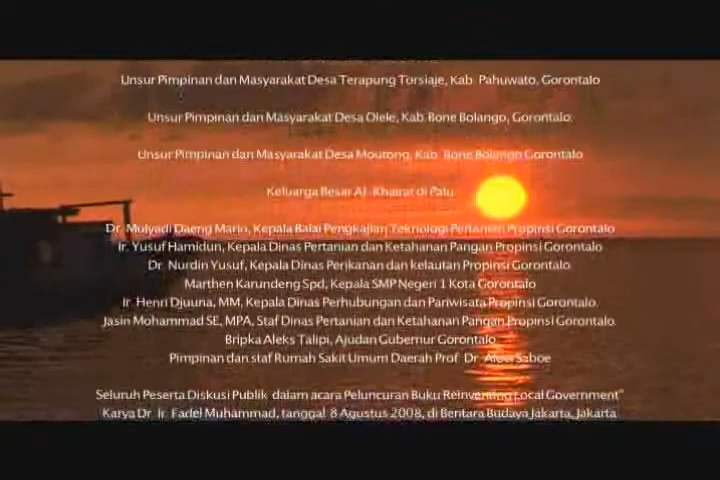 Unsur Pimpinan dan Masyarakat Desa Terapung Torsiaje, Kab. Pahuwato, Gorontalo
Unsur Pimpinan dan Masyarakat Desa Olele, Kab. Bone Bolango, Gorontalo.
Unsur Pimpinan dan Masyarakat Desa Moutong, Kab. Bone Bolango Gorontalo
Keluarga Besar Al-Khairat di Palu
Dr. Mulyadi Daeng Mario, Kepala Balai Pengkajian Teknologi Pertanian Propinsi Gorontalo
Ir. Yusuf Hamidun, Kepala Dinas Pertanian dan Ketahanan Pangan Propinsi Gorontalo
Dr. Nurdin Yusuf, Kepala Dinas Perikanan dan kelautan Propinsi Gorontalo
Marthen Karundeng Spd, Kepala SMP Negeri 1 Kota Gorontalo
Ir. Henri Djuuna, MM, Kepala Dinas Perhubungan dan Pariwisata Propinsi Gorontalo.
Jasin Mohammad SE, MPA, Staf Dinas Pertanian dan Ketahanan Pangan Propinsi Gorontalo.
Bripka Aleks Talipi, Ajudan Gubernur Gorontalo
Pimpinan dan staf Rumah Sakit Umum Daerah Prof. Dr. Aloei Saboe
Seluruh Peserta Diskusi Publik dalam acara Peluncuran Buku Reinventing Local Government"
Karya Dr. Ir. Fadel Muhammad, tanggal 8 Agustus 2008, di Bentara Budaya Jakarta, Jakarta